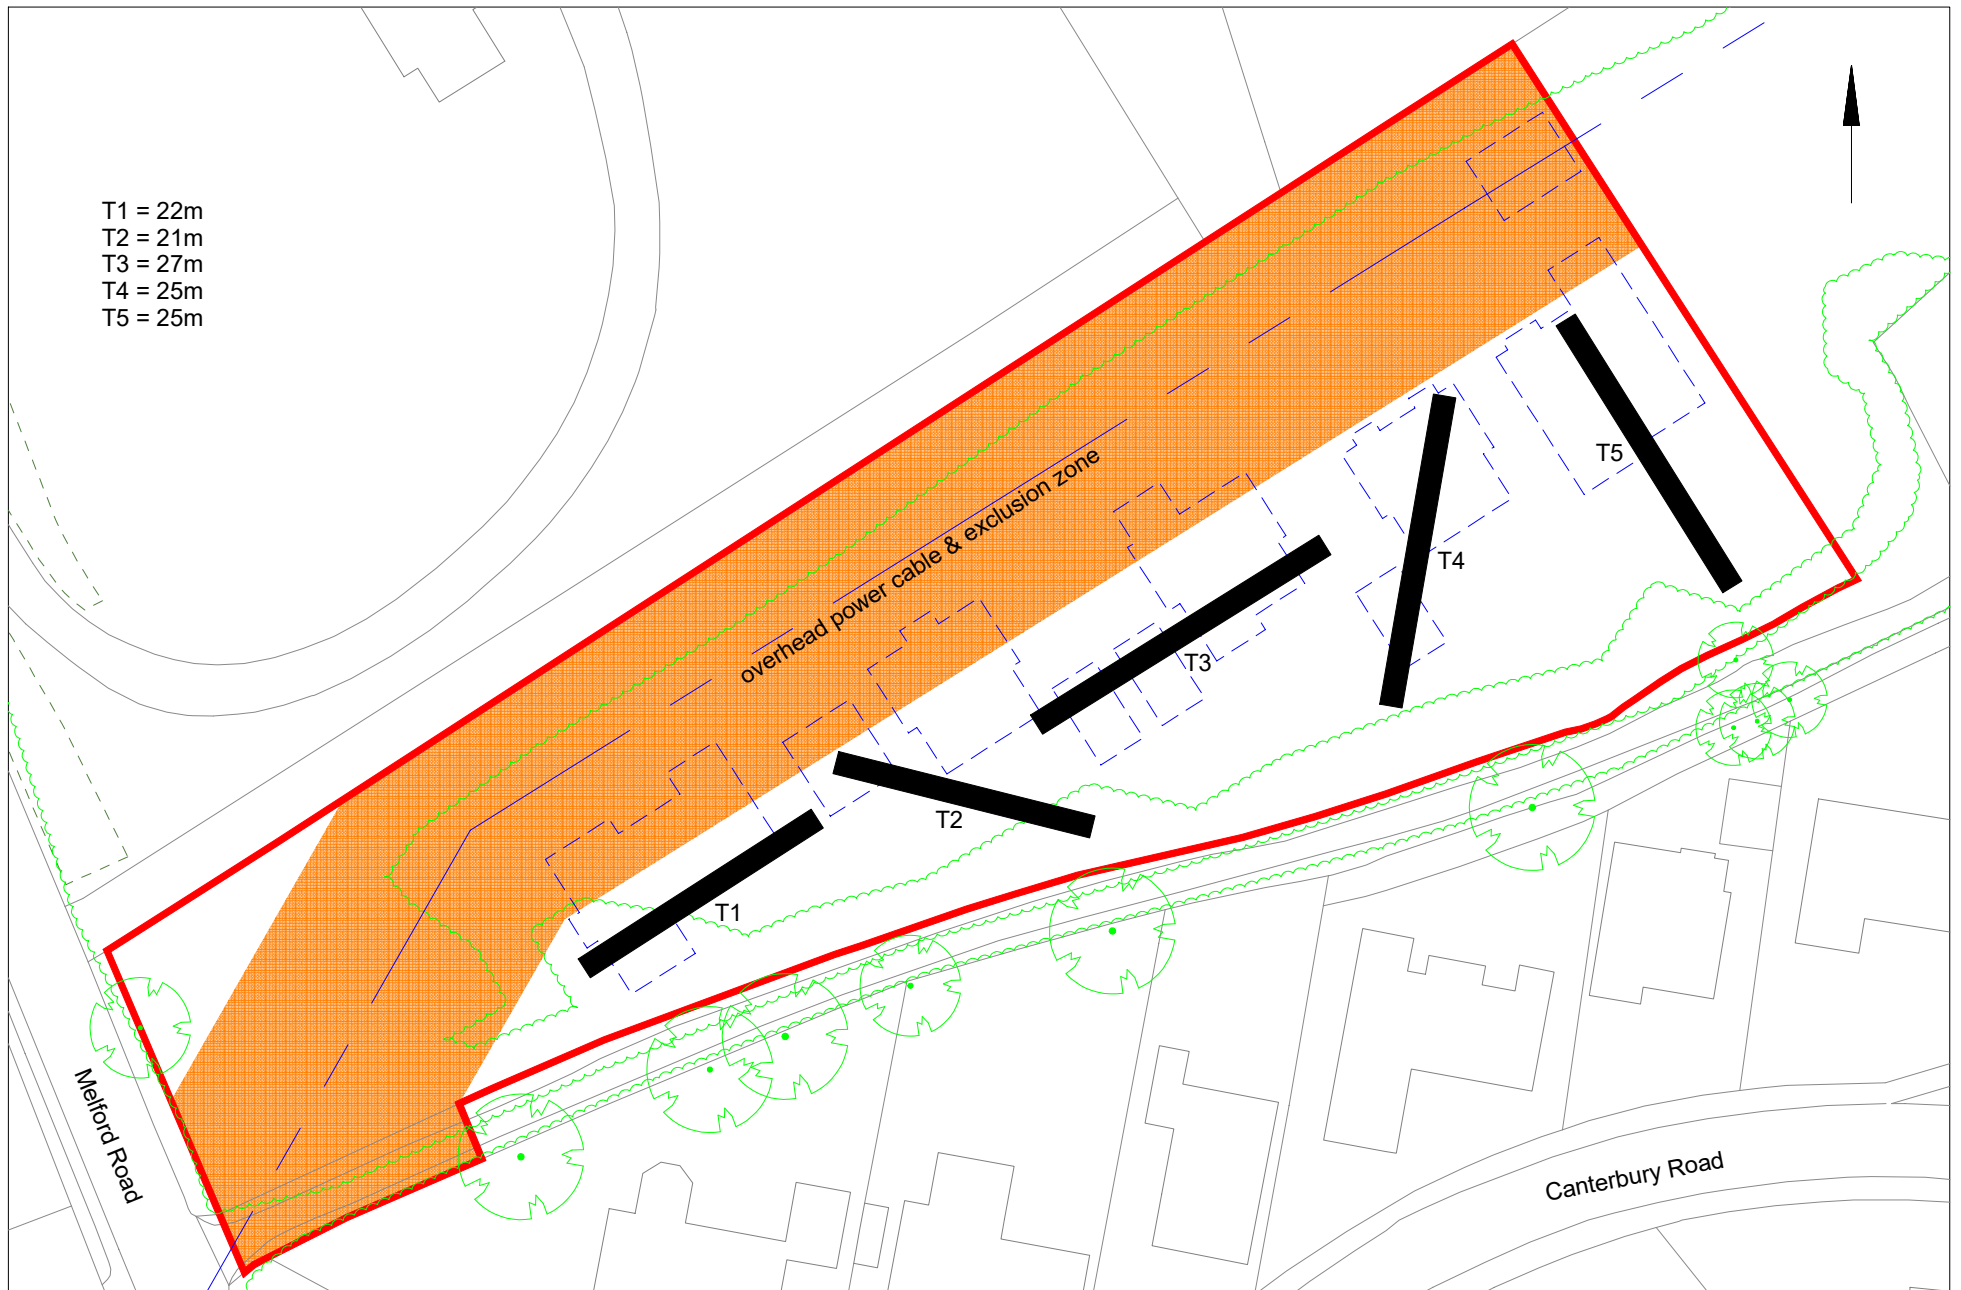 T1 = 22m
T2 = 21m
T3 = 27m
T4 = 25m
T5 = 25m
overhead power cable & exclusion zone
T5
T4
T3
T2
T1
Melford Road
Canterbury Road